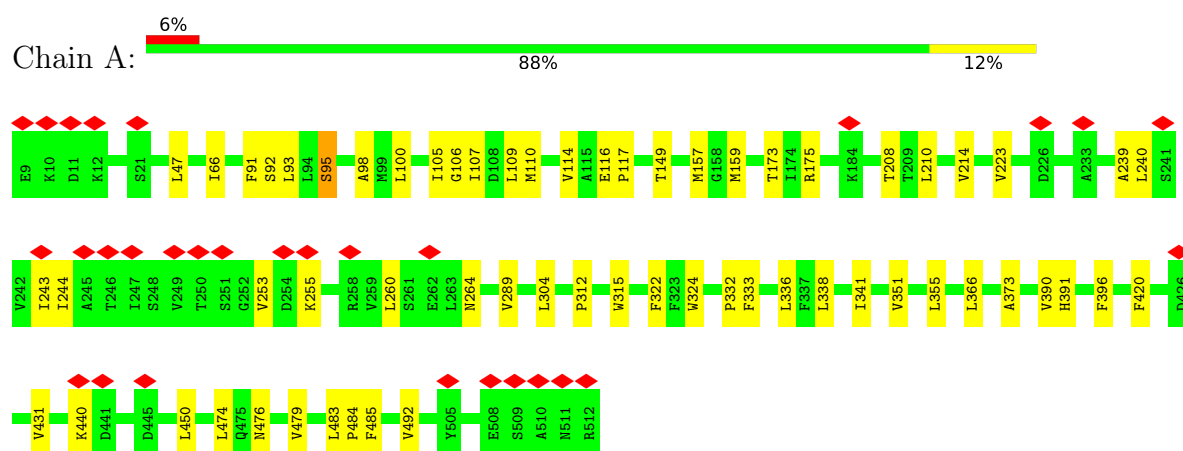 6%
Chain A:
88% 12%
E9 K10 D11 K12 S21 L47 I66 F91 S92 L93 L94 S95 A98 M99 L100 I105 G106 I107 D108 L109 M110 V114 A115 E116 P117 T149 M157 G158 M159 T173 I174 R175 K184 T208 T209 L210 V214 V223 D226 A233 A239 L240 S241
V242 I243 I244 A245 T246 I247 S248 V249 T250 S251 G252 V253 D254 K255 R258 V259 L260 S261 E262 L263 N264 V289 L304 P312 W315 F322 F323 W324 P332 F333 L336 F337 L338 I341 V351 L355 L366 A373 V390 H391 F396 F420 D426
V431 K440 D441 D445 L450 L474 Q475 N476 V479 L483 P484 F485 V492 Y505 E508 S509 A510 N511 R512